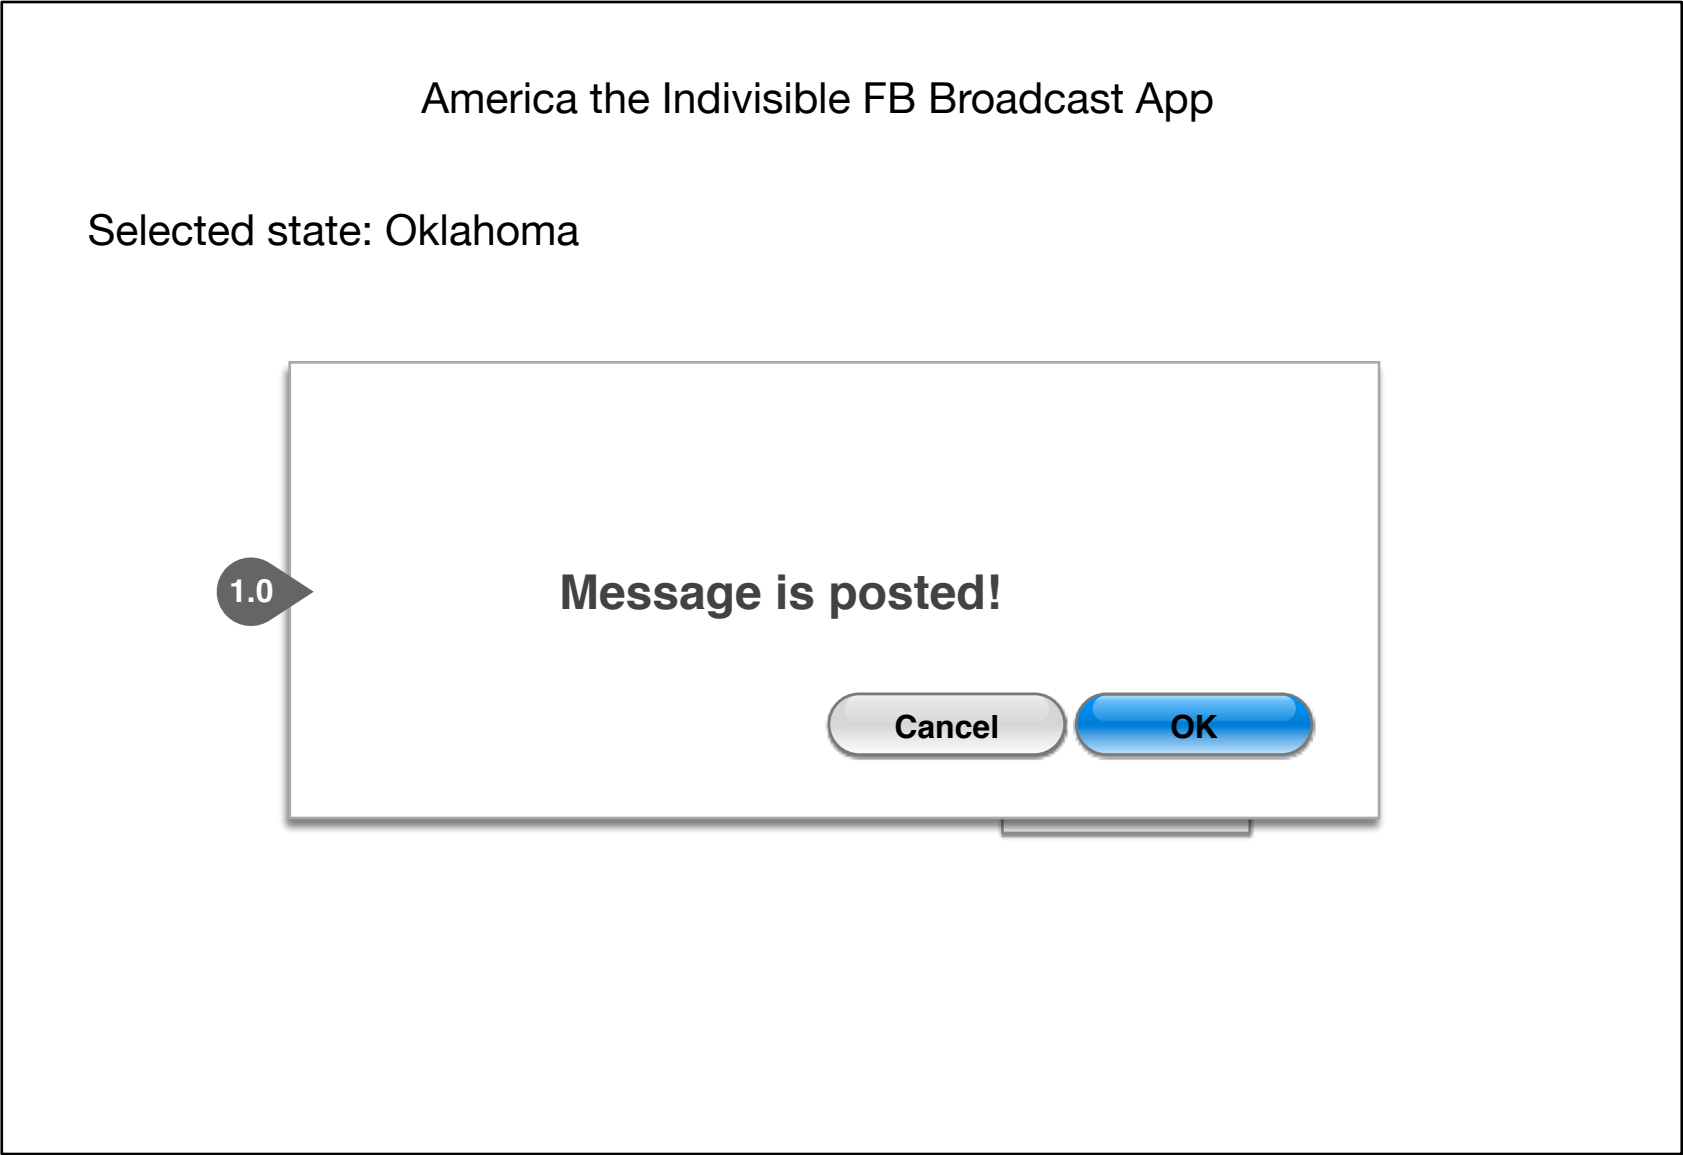 America the Indivisible FB Broadcast App
Selected state: Oklahoma
1.0
Message is posted!
Cancel
OK